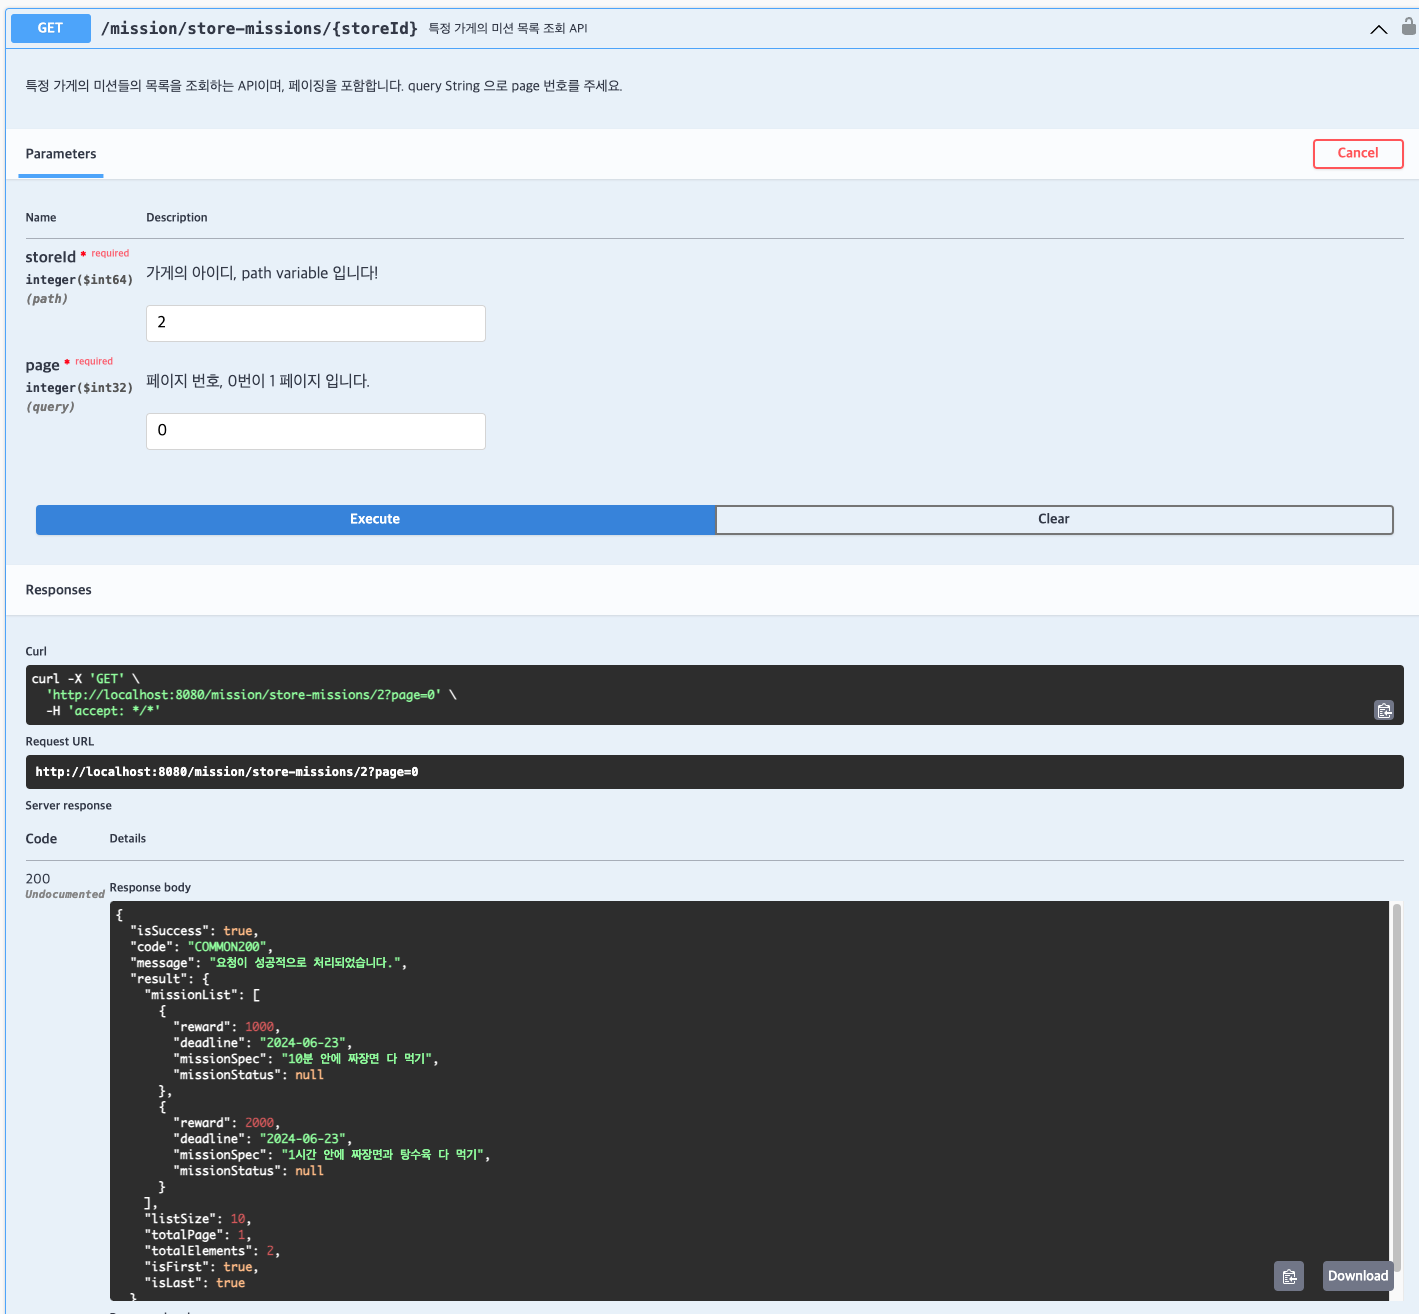 GET /mission/store-missions/{storeId} 특정 가게의 미션 목록 조회 API
특정 가게의 미션들의 목록을 조회하는 API이며, 페이징을 포함합니다. query String 으로 page 번호를 주세요.
Parameters
Cancel
Name Description
storeId * required
integer($int64)
(path)
가게의 아이디, path variable 입니다!
2
page * required
integer($int32)
(query)
페이지 번호, 0번이 1 페이지 입니다.
0
Execute Clear
Responses
Curl
curl -X 'GET' \
'http://localhost:8080/mission/store-missions/2?page=0' \
-H 'accept: */*'
Request URL
http://localhost:8080/mission/store-missions/2?page=0
Server response
Code Details
200
Undocumented
Response body
{
"isSuccess": true,
"code": "COMMON200",
"message": "요청이 성공적으로 처리되었습니다.",
"result": {
"missionList": [
{
"reward": 1000,
"deadline": "2024-06-23",
"missionSpec": "10분 안에 짜장면 다 먹기",
"missionStatus": null
},
{
"reward": 2000,
"deadline": "2024-06-23",
"missionSpec": "1시간 안에 짜장면과 탕수육 다 먹기",
"missionStatus": null
}
],
"listSize": 10,
"totalPage": 1,
"totalElements": 2,
"isFirst": true,
"isLast": true
}
Download